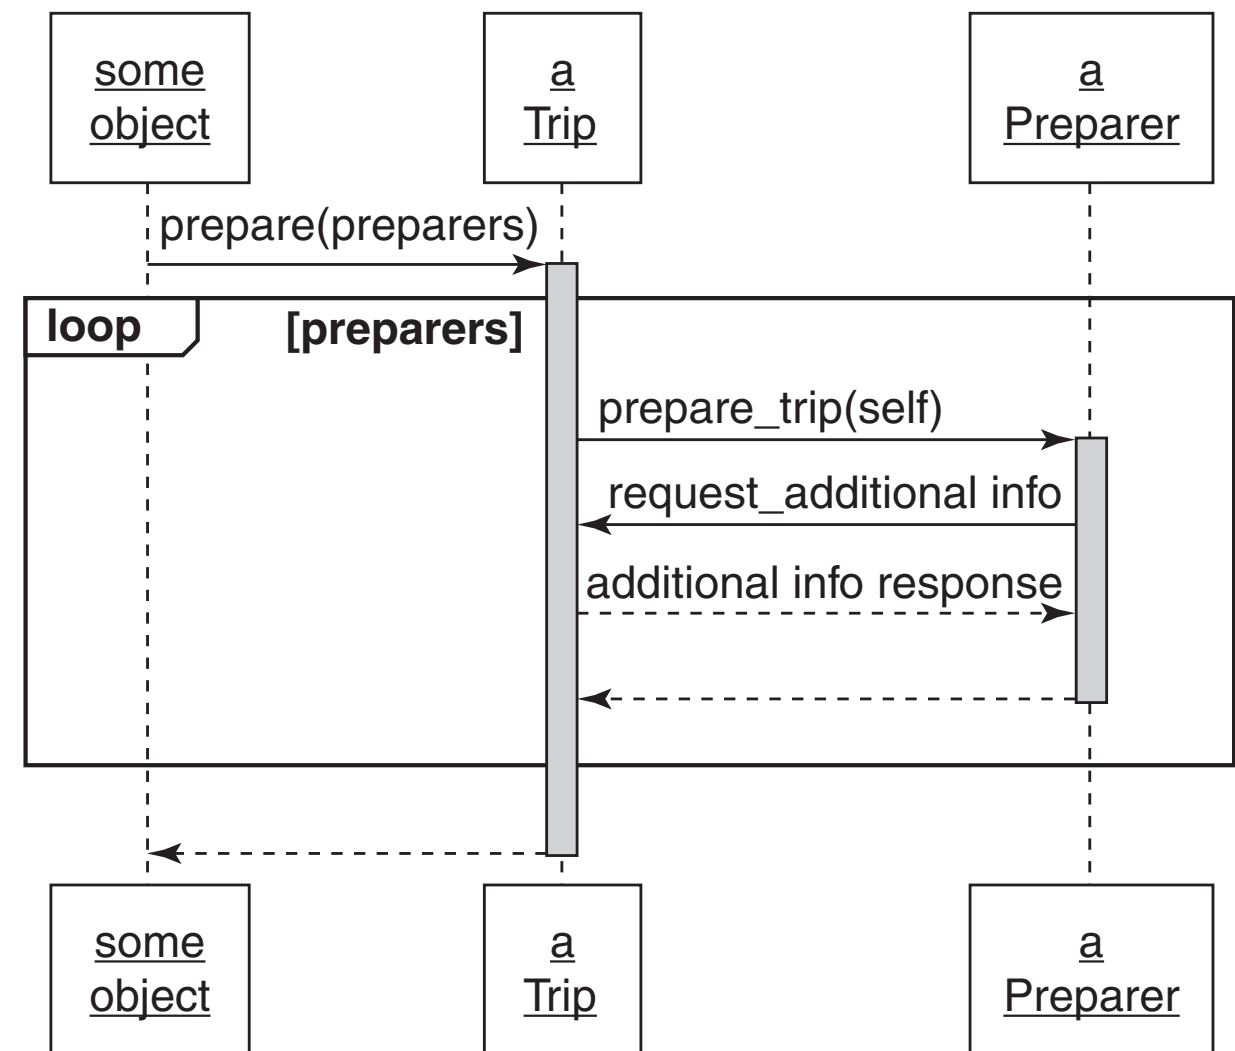 some
object
a
Trip
a
Preparer
prepare(preparers)
loop
[preparers]
prepare_trip(self)
request_additional info
additional info response
some
object
a
Trip
a
Preparer